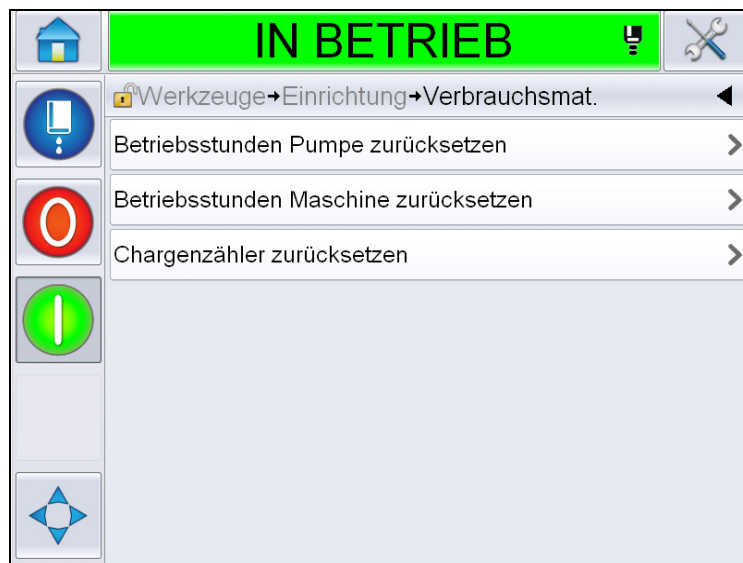 IN BETRIEB
Werkzeuge→Einrichtung→Verbrauchsmat.
Betriebsstunden Pumpe zurücksetzen
Betriebsstunden Maschine zurücksetzen
Chargenzähler zurücksetzen